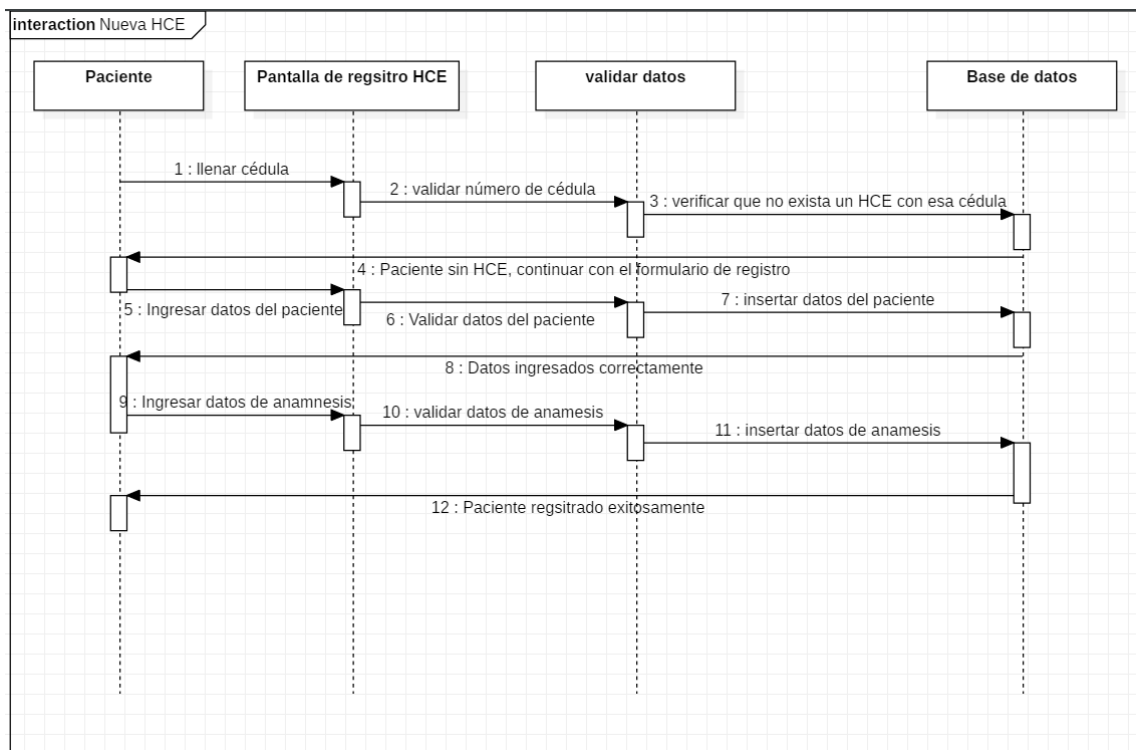 interaction Nueva HCE
Paciente
Pantalla de regsitro HCE
validar datos
Base de datos
1 : llenar cédula
2 : validar número de cédula
3 : verificar que no exista un HCE con esa cédula
4 : Paciente sin HCE, continuar con el formulario de registro
5 : Ingresar datos del paciente
6 : Validar datos del paciente
7 : insertar datos del paciente
8 : Datos ingresados correctamente
9 : Ingresar datos de anamnesis
10 : validar datos de anamesis
11 : insertar datos de anamesis
12 : Paciente regsitrado exitosamente